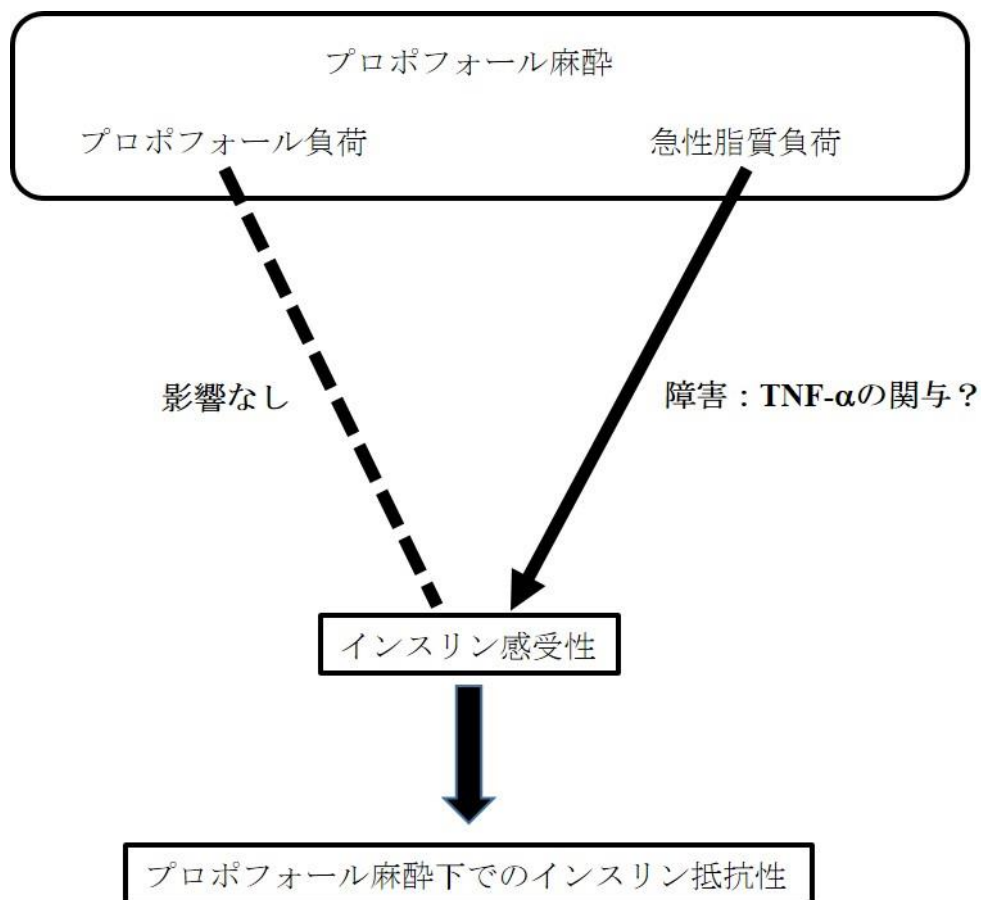 プロポフォール麻酔
プロポフォール負荷
急性脂質負荷
影響なし
障害：TNF-αの関与？
インスリン感受性
プロポフォール麻酔下でのインスリン抵抗性